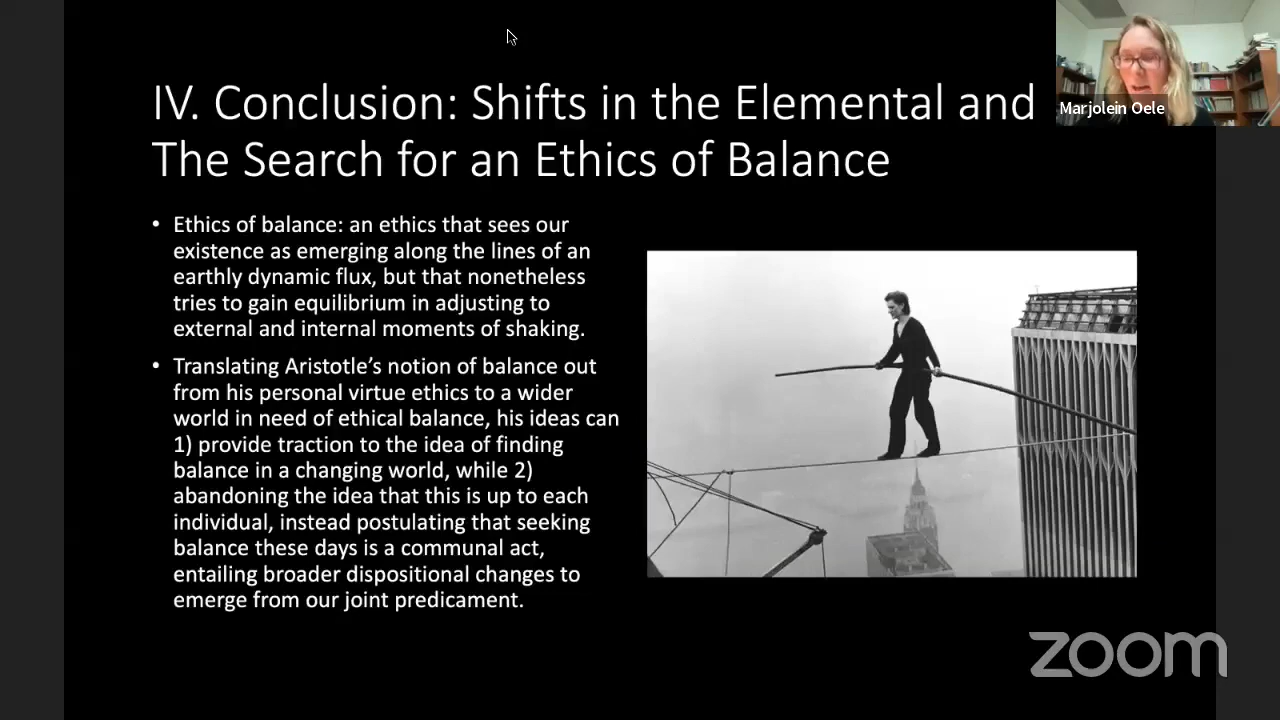 IV. Conclusion: Shifts in the Elemental and
The Search for an Ethics of Balance
Marjolein Oele
• Ethics of balance: an ethics that sees our
existence as emerging along the lines of an
earthly dynamic flux, but that nonetheless
tries to gain equilibrium in adjusting to
external and internal moments of shaking.
• Translating Aristotle’s notion of balance out
from his personal virtue ethics to a wider
world in need of ethical balance, his ideas can
1) provide traction to the idea of finding
balance in a changing world, while 2)
abandoning the idea that this is up to each
individual, instead postulating that seeking
balance these days is a communal act,
entailing broader dispositional changes to
emerge from our joint predicament.
zoom